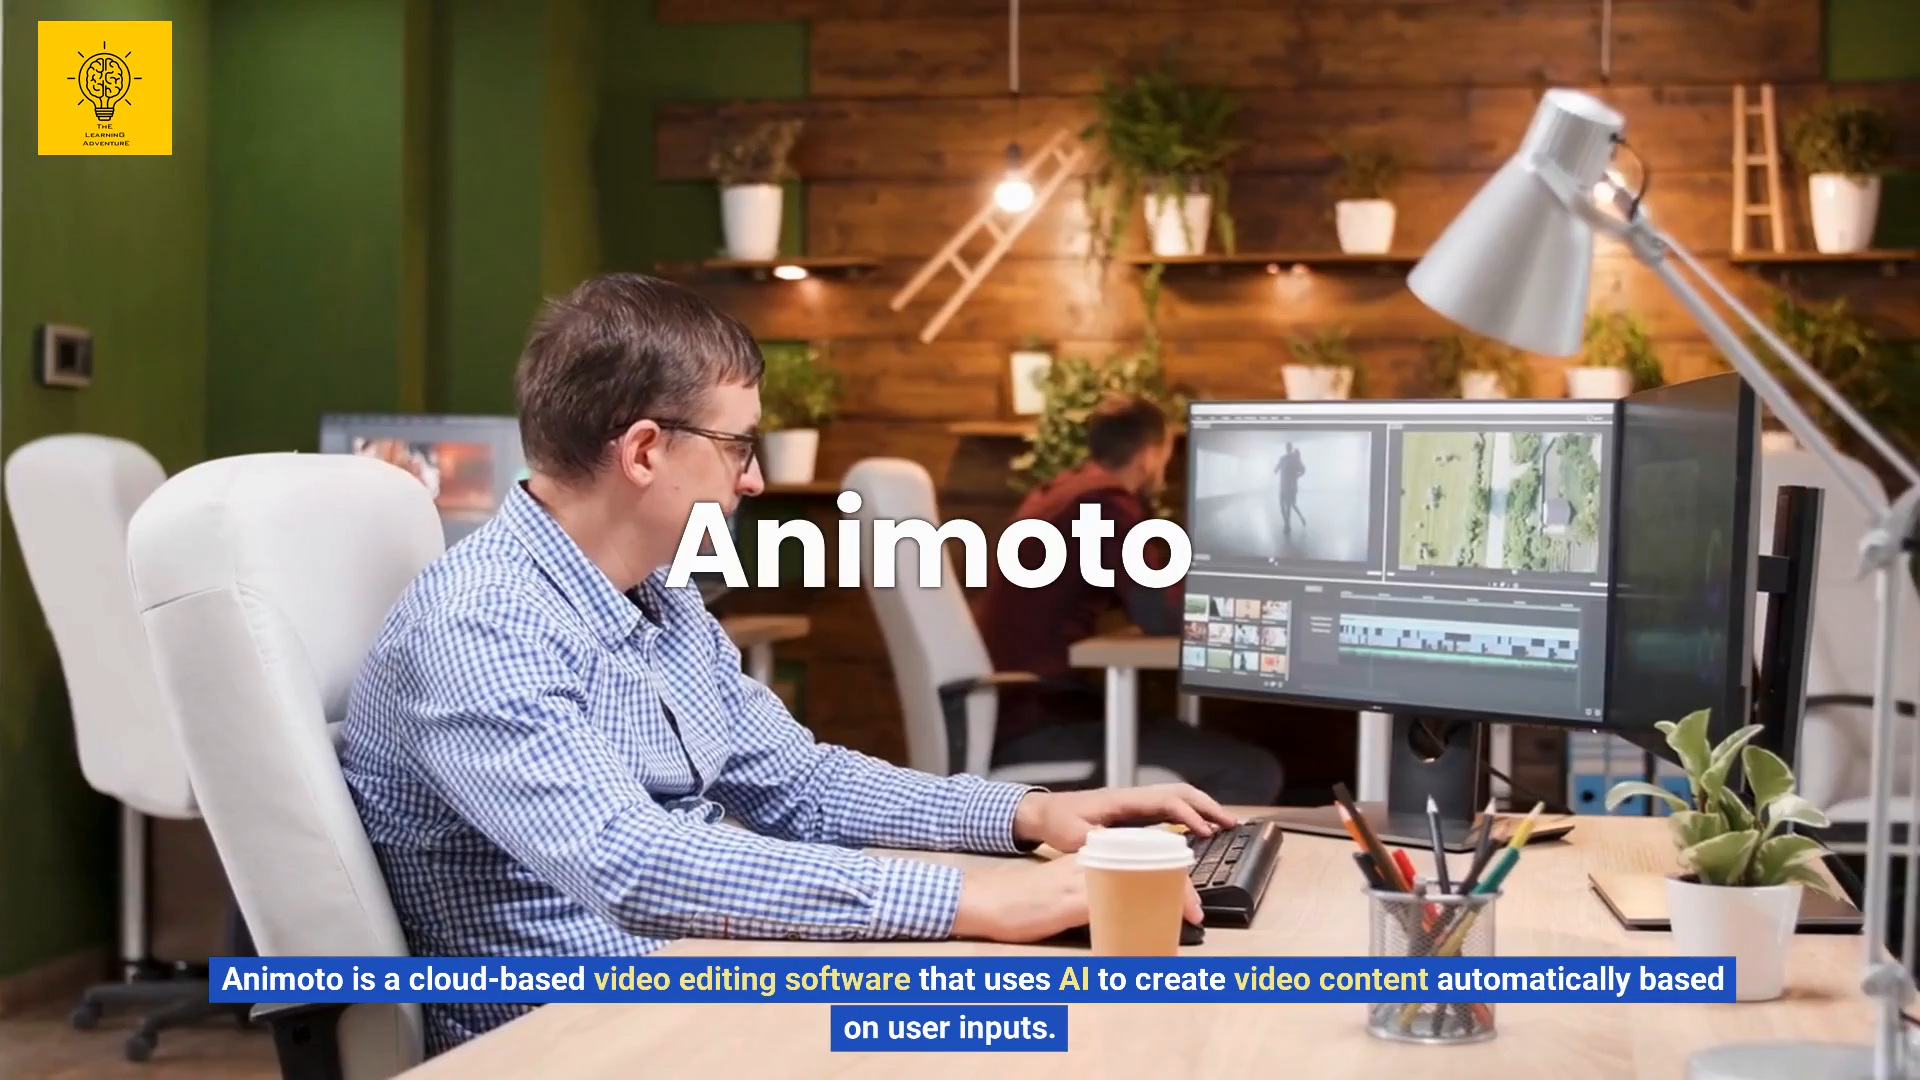 THE
LEARNING
ADVENTURE
Animoto
Animoto is a cloud-based video editing software that uses AI to create video content automatically based
on user inputs.